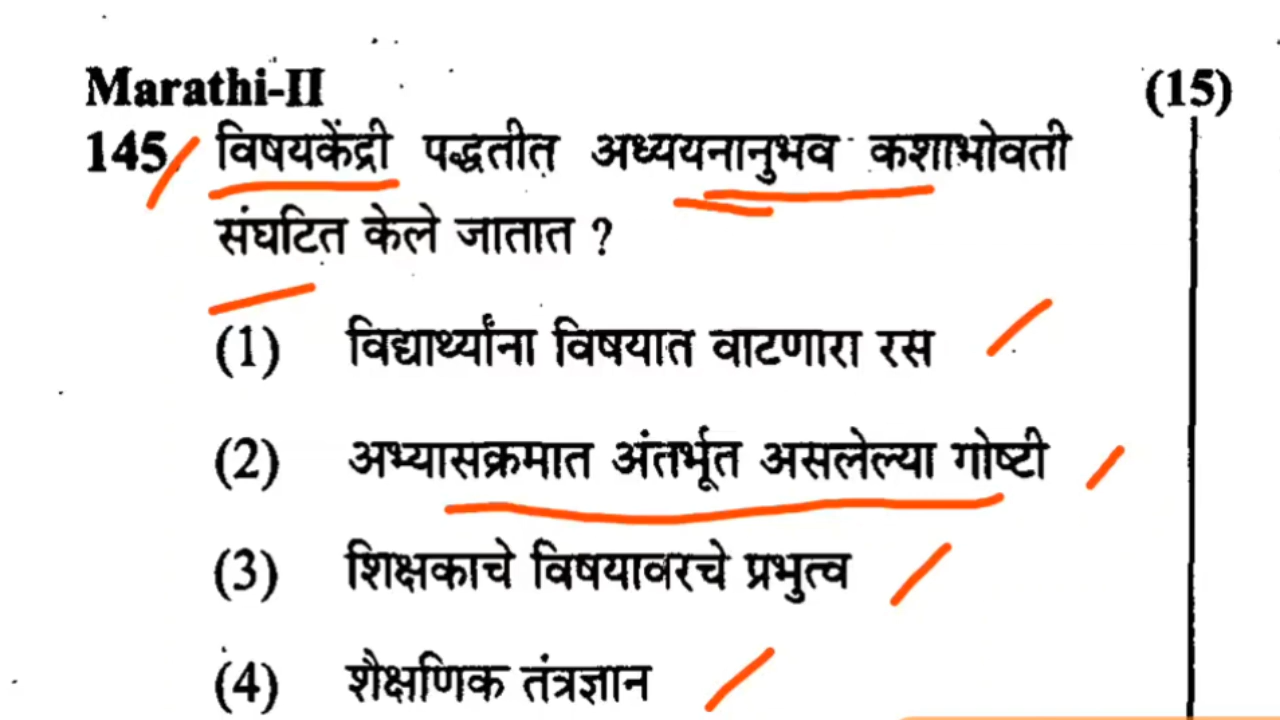 Marathi-II (15)
145. विषयकेंद्री पद्धतीत अध्ययनानुभव कशाभोवती
संघटित केले जातात ?
(1) विद्यार्थ्यांना विषयात वाटणारा रस
(2) अभ्यासक्रमात अंतर्भूत असलेल्या गोष्टी
(3) शिक्षकाचे विषयावरचे प्रभुत्व
(4) शैक्षणिक तंत्रज्ञान